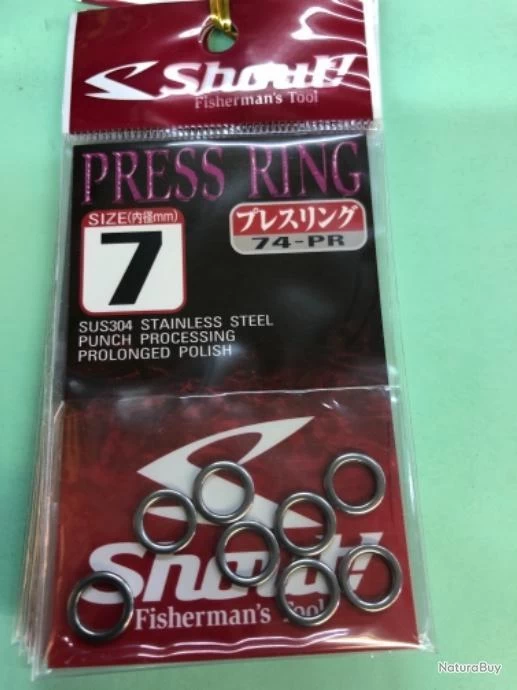 Shout!
Fisherman's Tool
PRESS RING
SIZE(内径mm)
7
プレスリング
74-PR
SUS304 STAINLESS STEEL
PUNCH PROCESSING
PROLONGED POLISH
Shout!
Fisherman's Tool
NaturaBuy